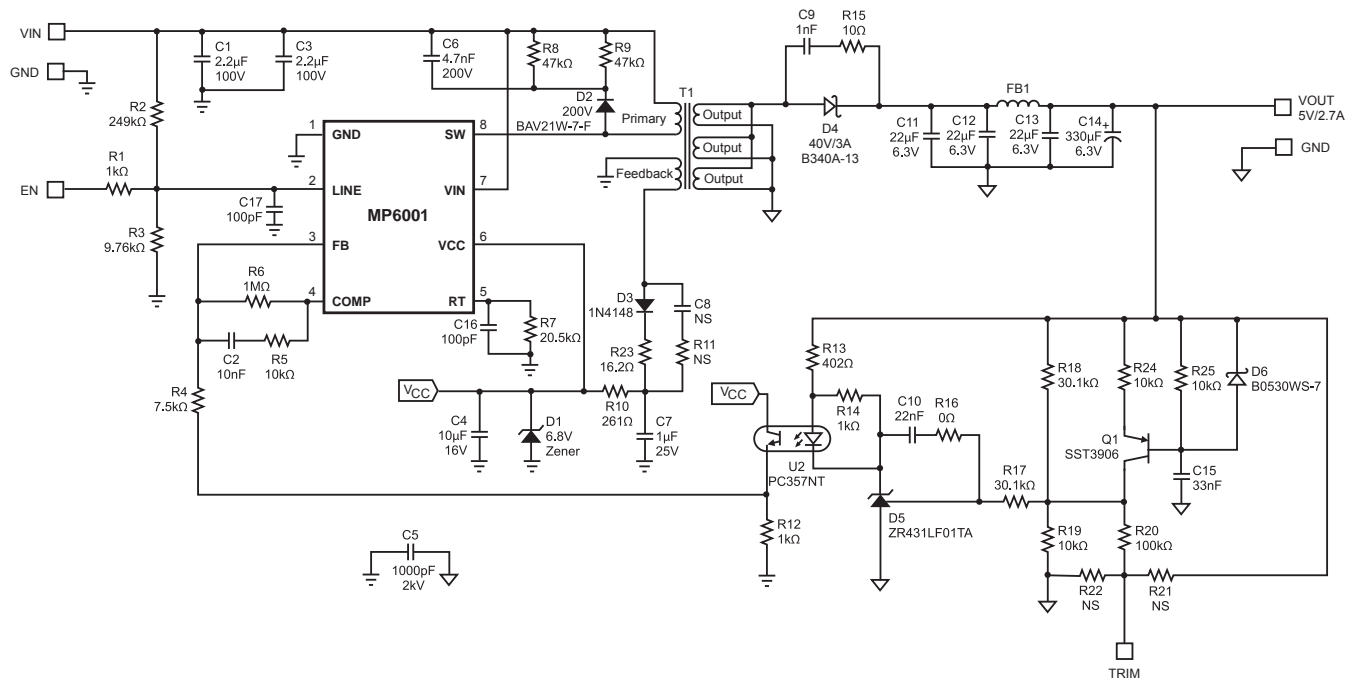 VIN
GND
C1
2.2µF
100V
C3
2.2µF
100V
C6
4.7nF
200V
R8
47kΩ
R9
47kΩ
D2
200V
BAV21W-7-F
C9
1nF
R15
10Ω
T1
Primary
Feedback
Output
Output
Output
D4
40V/3A
B340A-13
FB1
C11
22µF
6.3V
C12
22µF
6.3V
C13
22µF
6.3V
C14
+
330µF
6.3V
VOUT
5V/2.7A
GND
R2
249kΩ
R1
1kΩ
EN
R3
9.76kΩ
C17
100pF
1
GND
SW
8
2
LINE
VIN
7
MP6001
3
FB
VCC
6
4
COMP
RT
5
R6
1MΩ
C2
10nF
R5
10kΩ
R4
7.5kΩ
C16
100pF
R7
20.5kΩ
D3
1N4148
C8
NS
R23
16.2Ω
R11
NS
VCC
C4
10µF
16V
D1
6.8V
Zener
R10
261Ω
C7
1µF
25V
VCC
R13
402Ω
R14
1kΩ
C10
22nF
R16
0Ω
U2
PC357NT
R12
1kΩ
D5
ZR431LF01TA
R17
30.1kΩ
R18
30.1kΩ
R24
10kΩ
R25
10kΩ
D6
B0530WS-7
Q1
SST3906
C15
33nF
R19
10kΩ
R20
100kΩ
R22
NS
R21
NS
TRIM
C5
1000pF
2kV